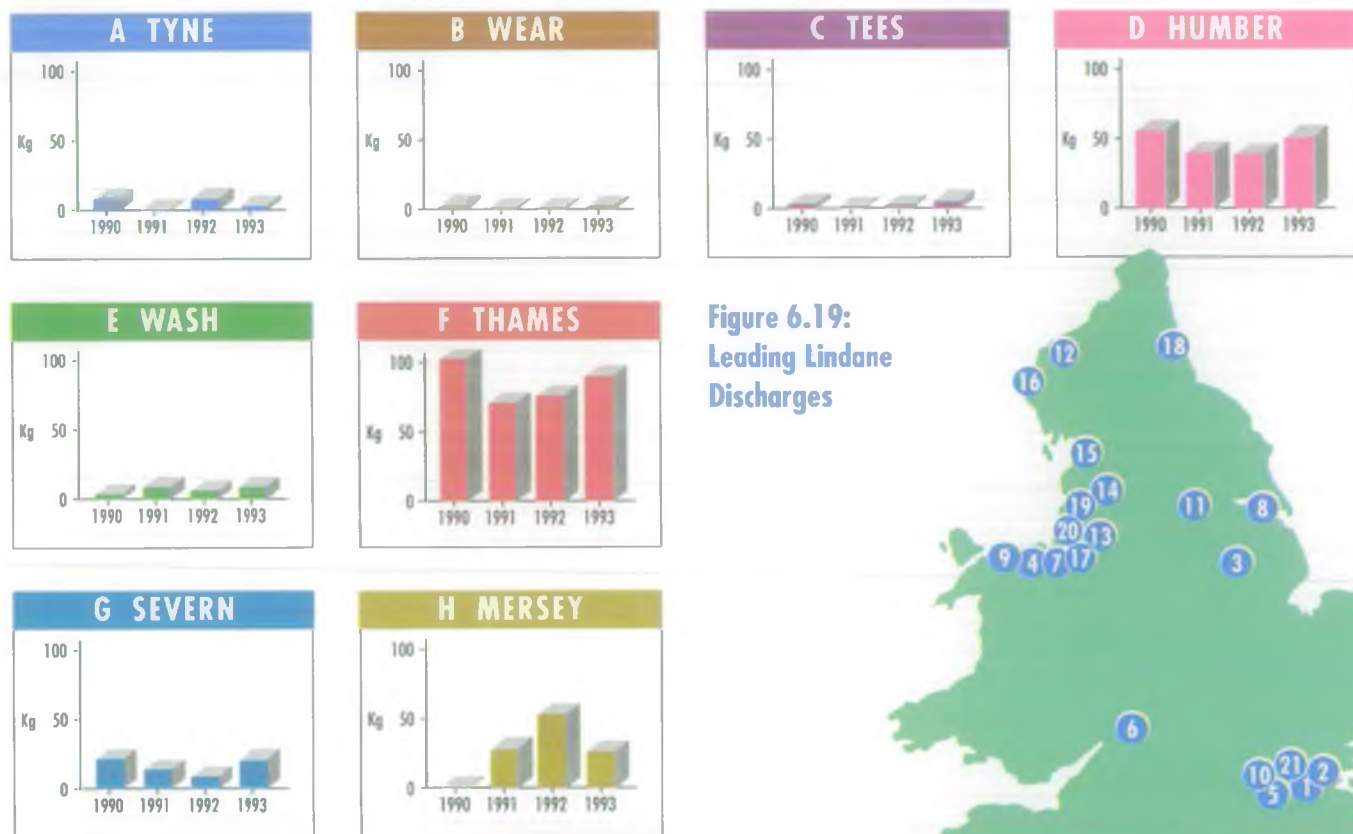 A TYNE
100
Kg 50
0
1990 1991 1992 1993
B WEAR
100
Kg 50
0
1990 1991 1992 1993
C TEES
100
Kg 50
0
1990 1991 1992 1993
D HUMBER
100
Kg 50
0
1990 1991 1992 1993
E WASH
100
Kg 50
0
1990 1991 1992 1993
F THAMES
100
Kg 50
0
1990 1991 1992 1993
Figure 6.19:
Leading Lindane
Discharges
G SEVERN
100
Kg 50
0
1990 1991 1992 1993
H MERSEY
100
Kg 50
0
1990 1991 1992 1993
12
18
16
15
14
19
11
8
20
13
9
4
7
17
3
6
10
21
2
5
1